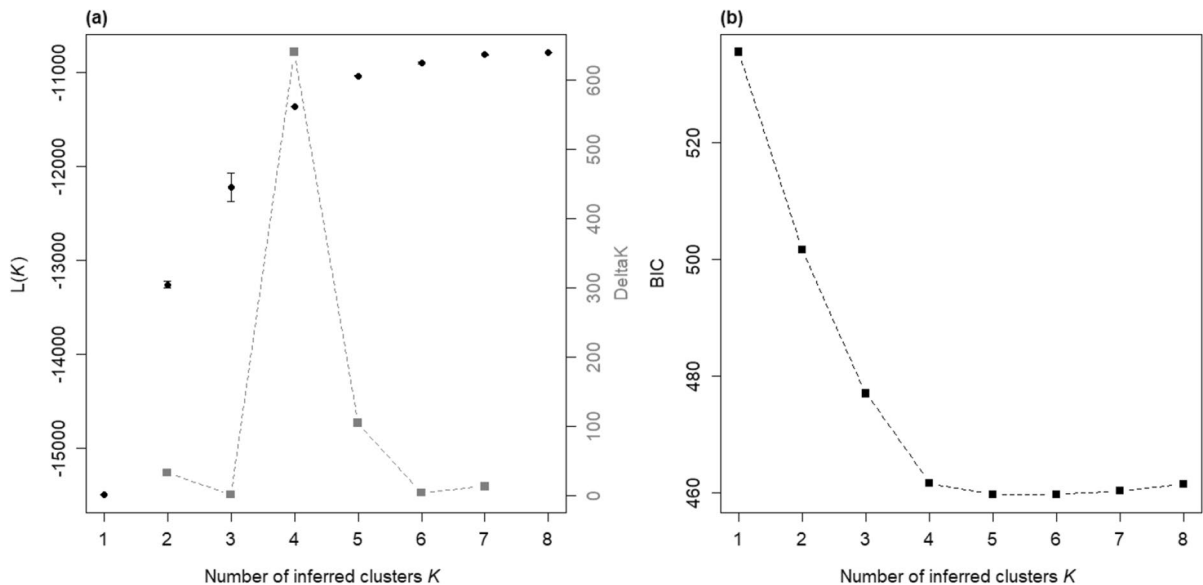 (a)
L(K)
-11000
-12000
-13000
-14000
-15000
600
500
400
300
200
100
0
DeltaK
1 2 3 4 5 6 7 8
Number of inferred clusters K
(b)
BIC
520
500
480
460
1 2 3 4 5 6 7 8
Number of inferred clusters K